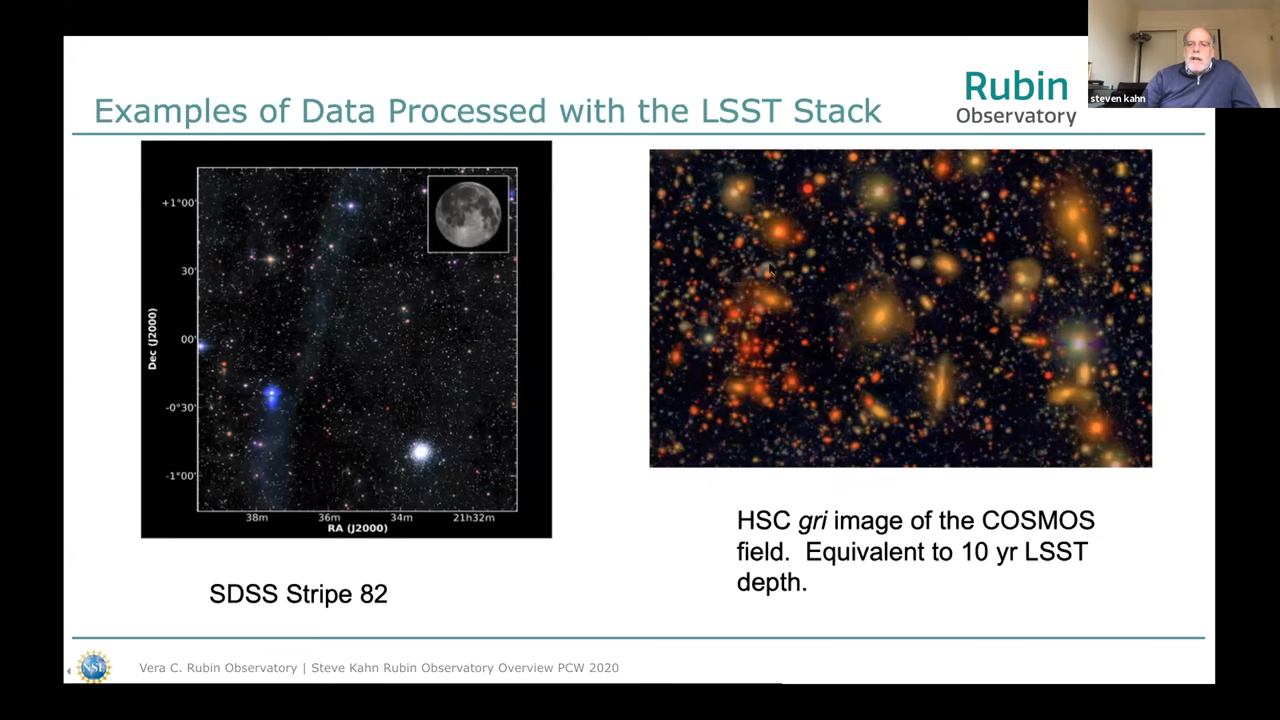 Examples of Data Processed with the LSST Stack
Rubin
Observatory
steven kahn
+1°00'
30'
00'
-0°30'
-1°00'
Dec (J2000)
38m
36m
34m
21h32m
RA (J2000)
SDSS Stripe 82
HSC gri image of the COSMOS
field. Equivalent to 10 yr LSST
depth.
NSF
Vera C. Rubin Observatory | Steve Kahn Rubin Observatory Overview PCW 2020